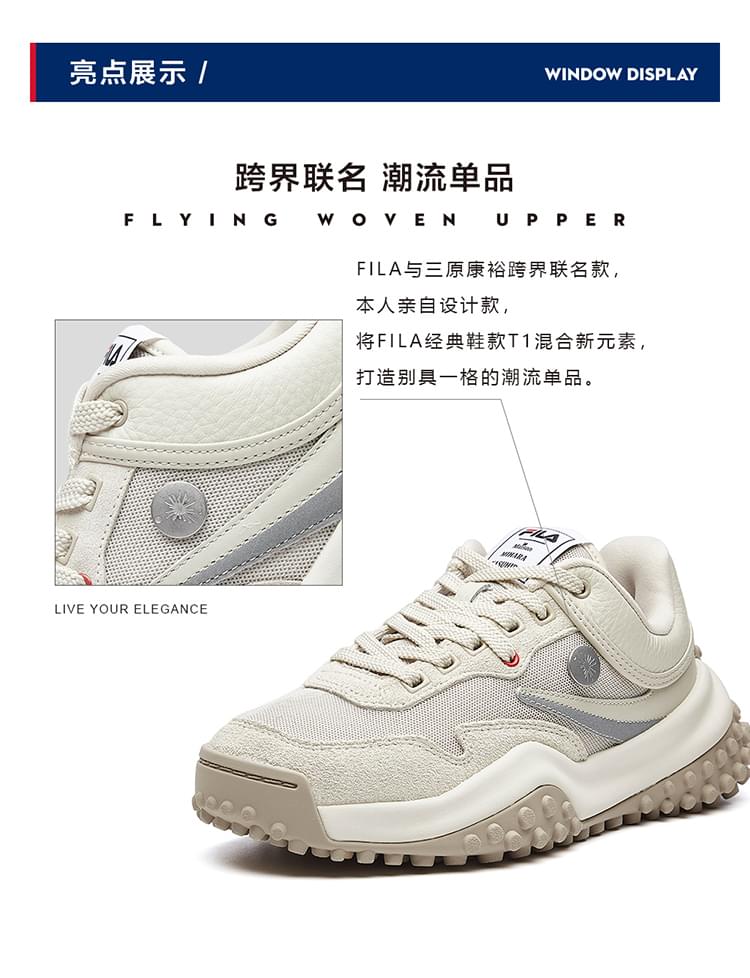 亮点展示 /
WINDOW DISPLAY
跨界联名 潮流单品
FLYING WOVEN UPPER
FILA与三原康裕跨界联名款，
本人亲自设计款，
将FILA经典鞋款T1混合新元素，
打造别具一格的潮流单品。
FILA
LIVE YOUR ELEGANCE
FILA
Maison
MIHARA